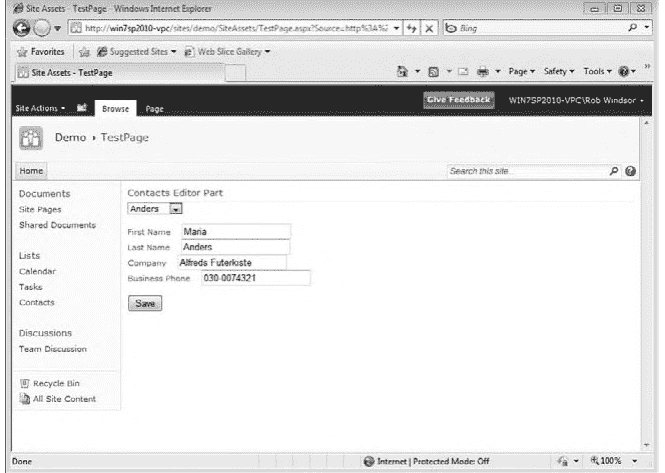 Site Assets - TestPage - Windows Internet Explorer
http://win7sp2010-vpc/sites/demo/SiteAssets/TestPage.aspx?Source=http%3A%2
Bing
Favorites Suggested Sites Web Slice Gallery
Site Assets - TestPage
Page Safety Tools
Site Actions Browse Page Give Feedback WIN7SP2010-VPC\Rob Windsor
Demo TestPage
Home Search this site...
Documents
Site Pages
Shared Documents
Lists
Calendar
Tasks
Contacts
Discussions
Team Discussion
Recycle Bin
All Site Content
Contacts Editor Part
Anders
First Name Maria
Last Name Anders
Company Alfreds Futterkiste
Business Phone 030-0074321
Save
Done Internet | Protected Mode: Off 100%